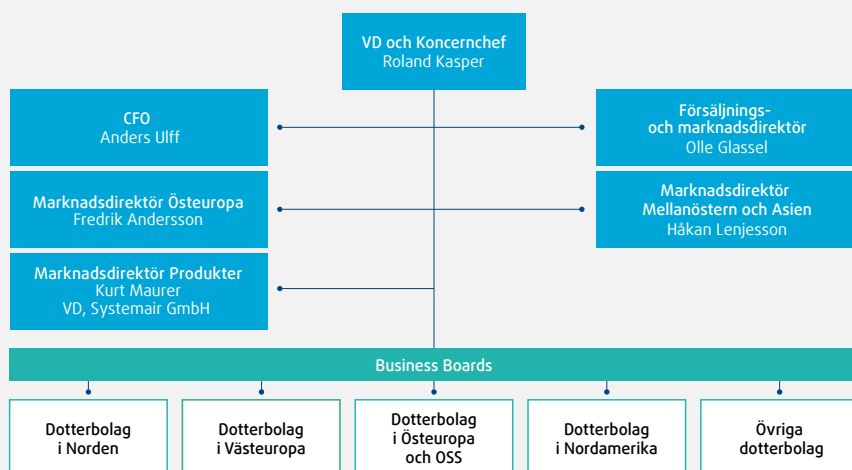 VD och Koncernchef
Roland Kasper
CFO
Anders Ulff
Försäljnings-
och marknadsdirektör
Olle Glassel
Marknadsdirektör Östeuropa
Fredrik Andersson
Marknadsdirektör
Mellanöstern och Asien
Håkan Lenjesson
Marknadsdirektör Produkter
Kurt Maurer
VD, Systemair GmbH
Business Boards
Dotterbolag
i Norden
Dotterbolag
i Västeuropa
Dotterbolag
i Östeuropa
och OSS
Dotterbolag
i Nordamerika
Övriga
dotterbolag